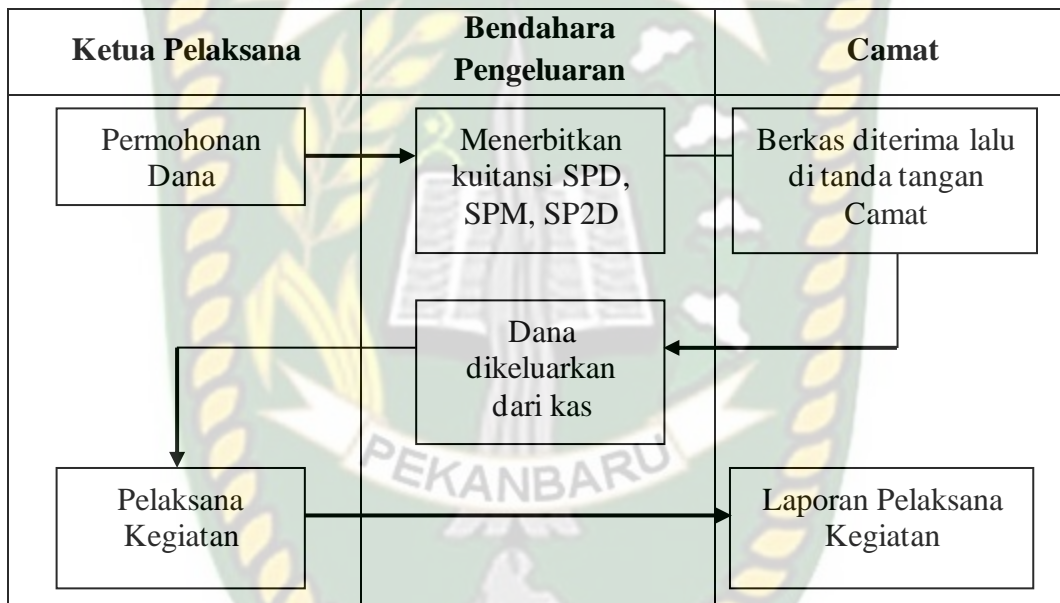 Ketua Pelaksana
Bendahara
Pengeluaran
Camat
Permohonan
Dana
Menerbitkan
kuitansi SPD,
SPM, SP2D
Berkas diterima lalu
di tanda tangan
Camat
Dana
dikeluarkan
dari kas
PEKANBARU
Pelaksana
Kegiatan
Laporan Pelaksana
Kegiatan